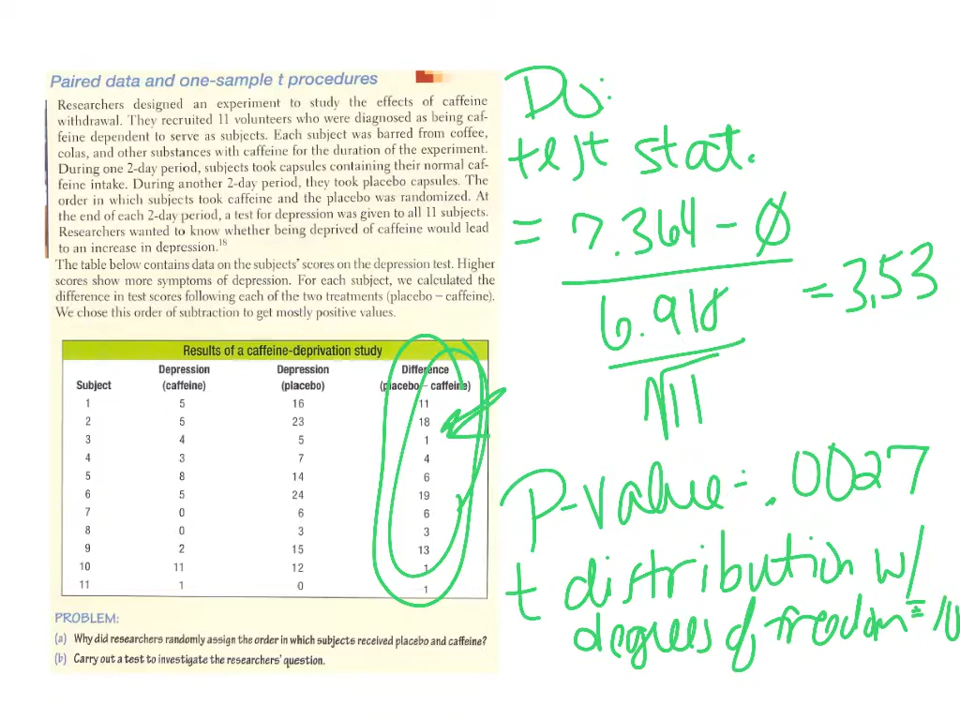 Paired data and one-sample t procedures
Researchers designed an experiment to study the effects of caffeine
withdrawal. They recruited 11 volunteers who were diagnosed as being caf-
feine dependent to serve as subjects. Each subject was barred from coffee,
colas, and other substances with caffeine for the duration of the experiment.
During one 2-day period, subjects took capsules containing their normal caf-
feine intake. During another 2-day period, they took placebo capsules. The
order in which subjects took caffeine and the placebo was randomized. At
the end of each 2-day period, a test for depression was given to all 11 subjects.
Researchers wanted to know whether being deprived of caffeine would lead
to an increase in depression.18
The table below contains data on the subjects' scores on the depression test. Higher
scores show more symptoms of depression. For each subject, we calculated the
difference in test scores following each of the two treatments (placebo − caffeine).
We chose this order of subtraction to get mostly positive values.
Results of a caffeine-deprivation study
Depression Depression Difference
Subject (caffeine) (placebo) (placebo − caffeine)
1 5 16 11
2 5 23 18
3 4 5 1
4 3 7 4
5 8 14 6
6 5 24 19
7 0 6 6
8 0 3 3
9 2 15 13
10 11 12 1
11 1 0 1
PROBLEM:
(a) Why did researchers randomly assign the order in which subjects received placebo and caffeine?
(b) Carry out a test to investigate the researchers' question.
Do:
test stat.
= 7.364 - 0
6.918
√11
= 3.53
P-value = .0027
t distribution w/
degrees of freedom = 10